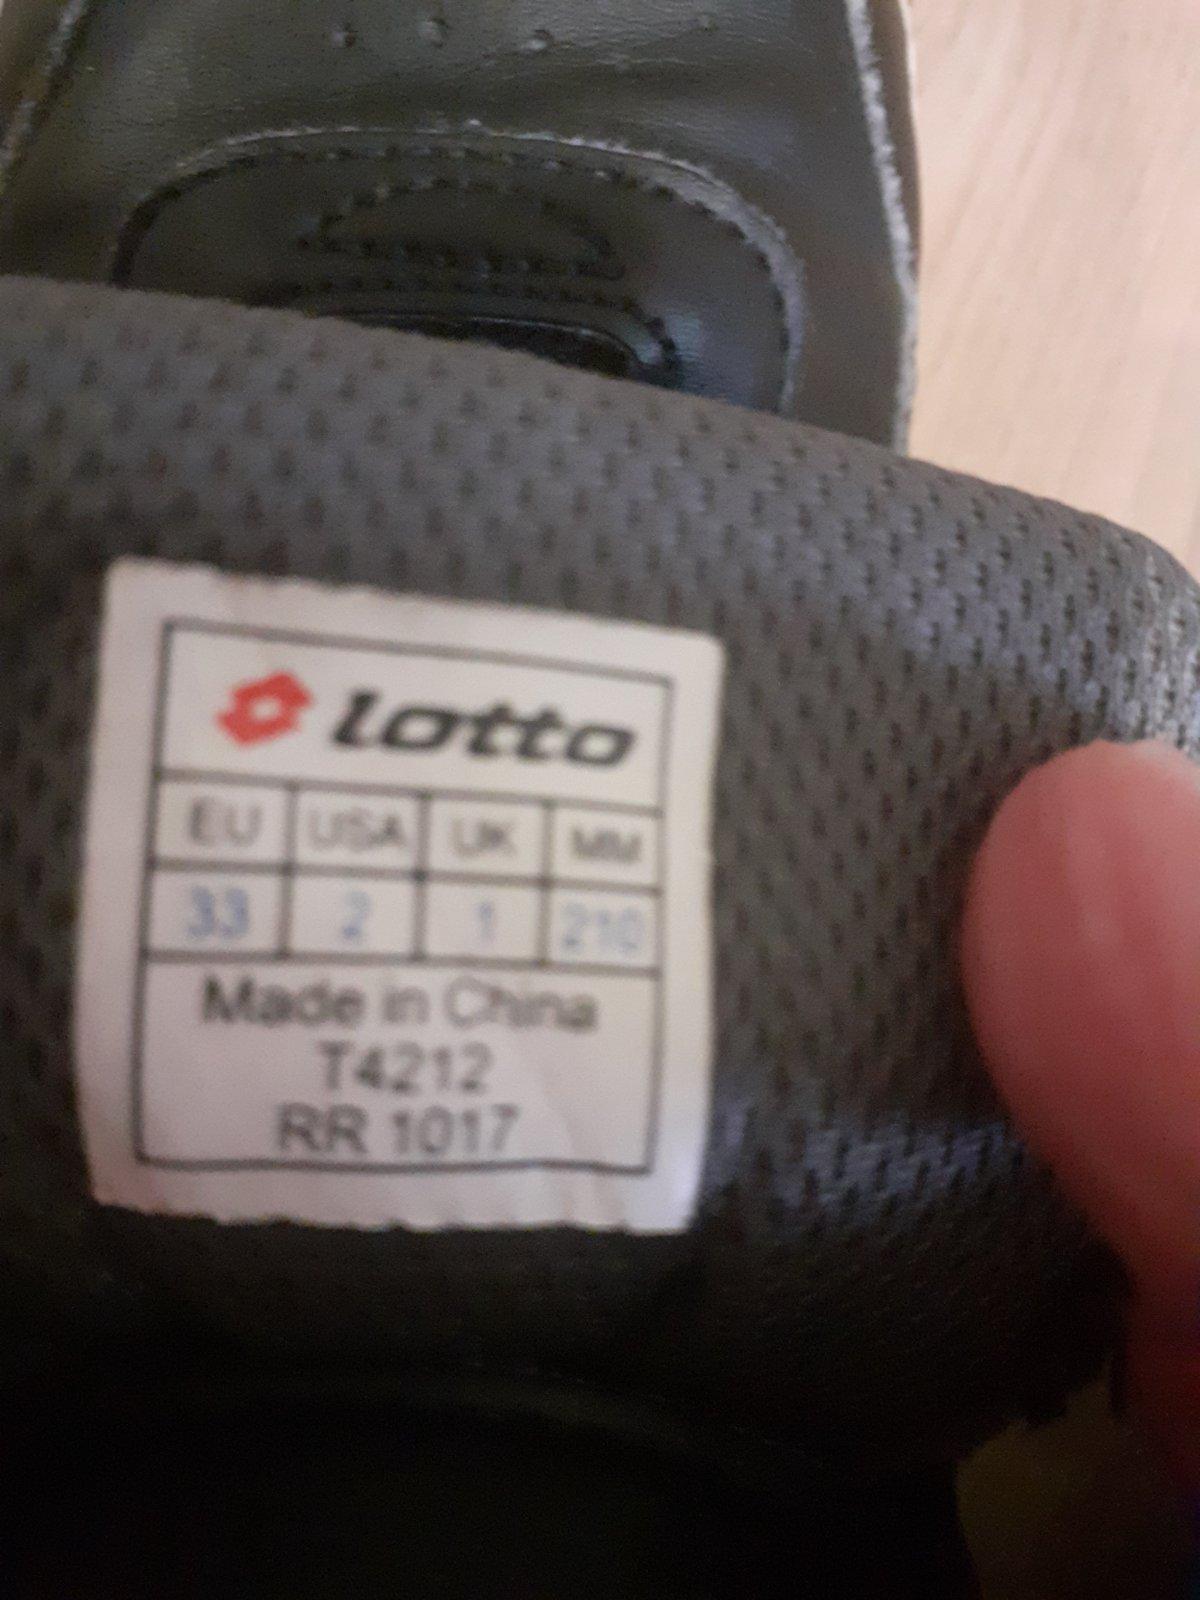 Lotto
EU USA UK MM
33 2 1 210
Made in China
T4212
RR 1017